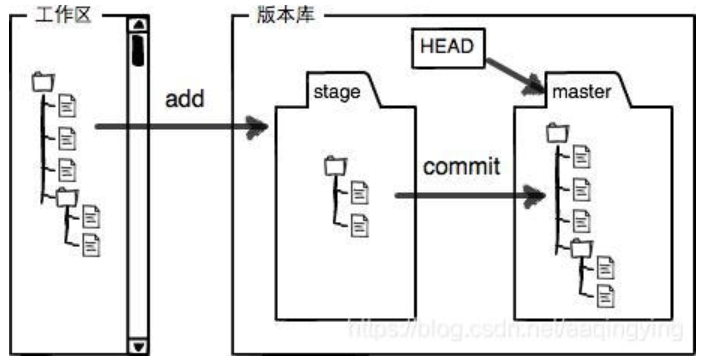 工作区
版本库
HEAD
add
stage
master
commit
https://blog.csdn.net/aaqingying